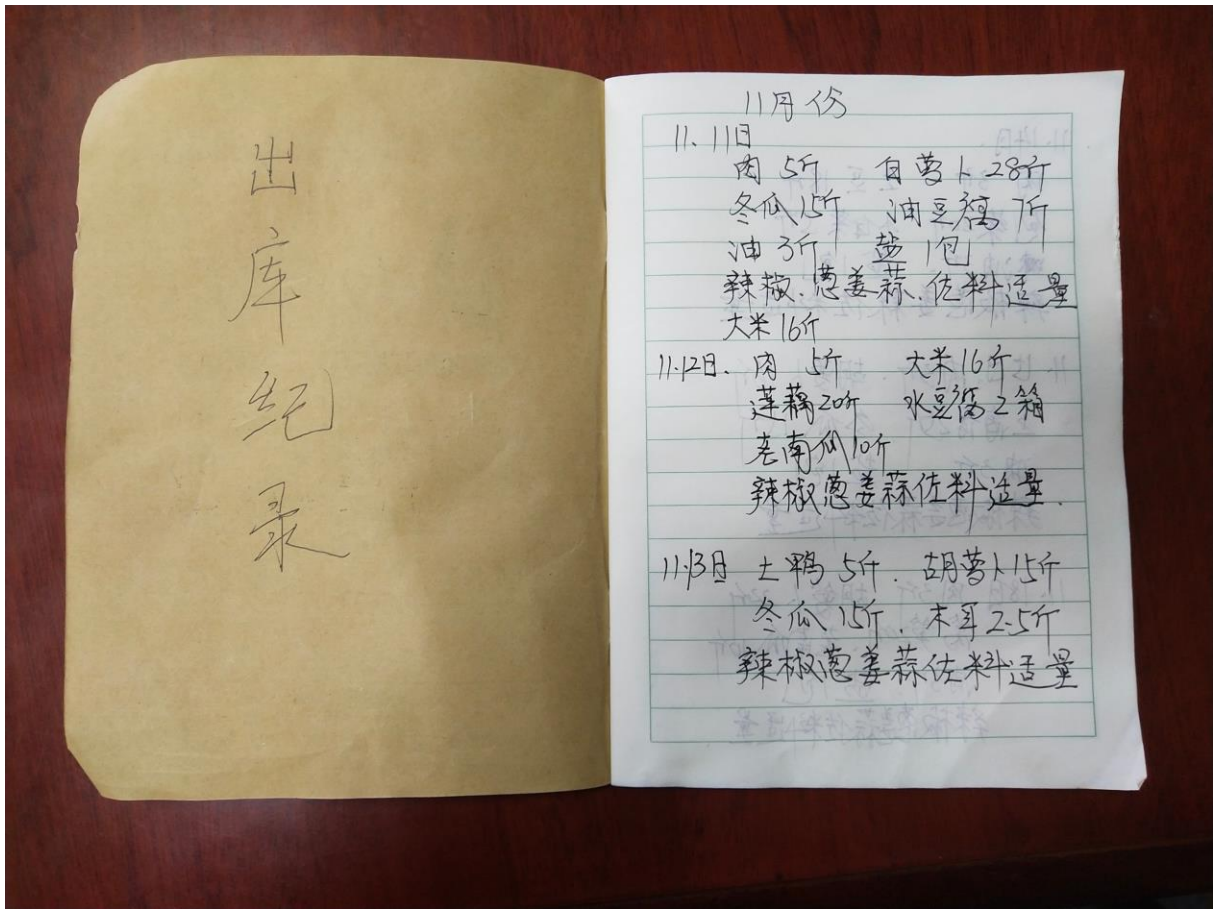 出库纪录
11月份
11.11日
肉 5斤 白萝卜28斤
冬瓜15斤 油豆腐7斤
油 3斤 盐1包
辣椒、葱姜蒜、佐料适量
大米16斤
11.12日. 肉 5斤 大米16斤
莲藕20斤 水豆腐2箱
老南瓜10斤
辣椒葱姜蒜佐料适量.
11.13日 土鸭5斤. 胡萝卜15斤
冬瓜15斤. 木耳2.5斤
辣椒葱姜蒜佐料适量